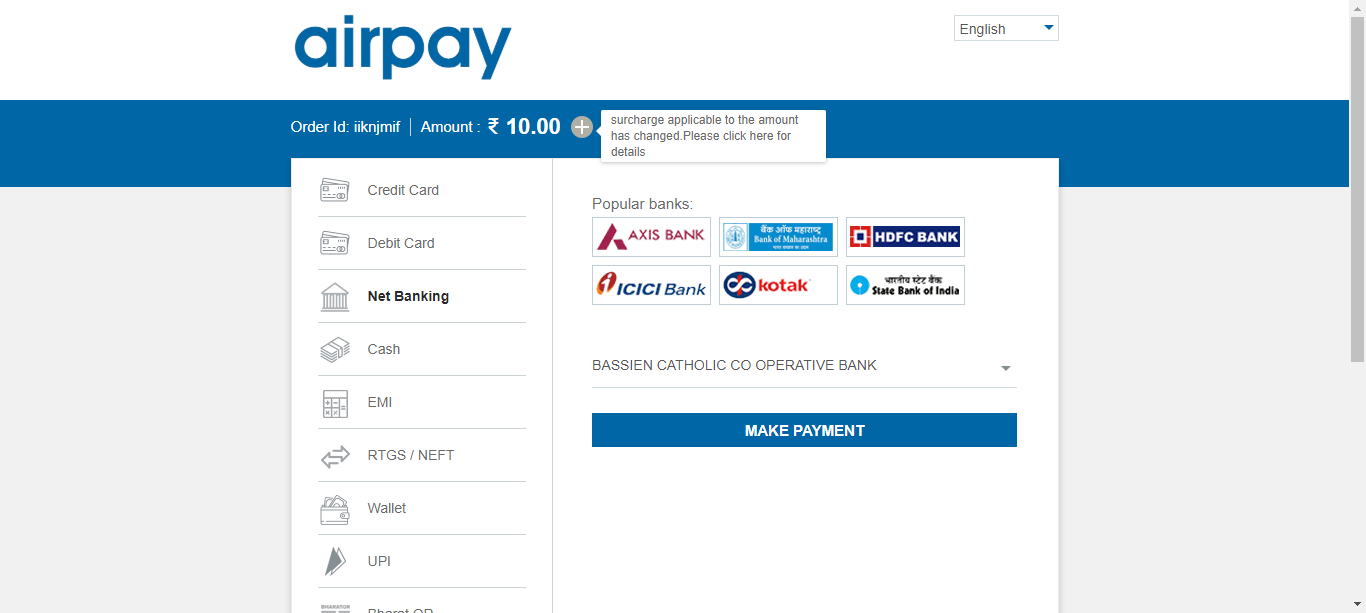 airpay
English
Order Id: iiknjmif
Amount : ₹ 10.00
surcharge applicable to the amount
has changed.Please click here for
details
Credit Card
Debit Card
Net Banking
Cash
EMI
RTGS / NEFT
Wallet
UPI
BHARATQR
Bharat QR
Popular banks:
AXIS BANK
बैंक ऑफ महाराष्ट्र
Bank of Maharashtra
HDFC BANK
ICICI Bank
kotak
भारतीय स्टेट बैंक
State Bank of India
BASSIEN CATHOLIC CO OPERATIVE BANK
MAKE PAYMENT